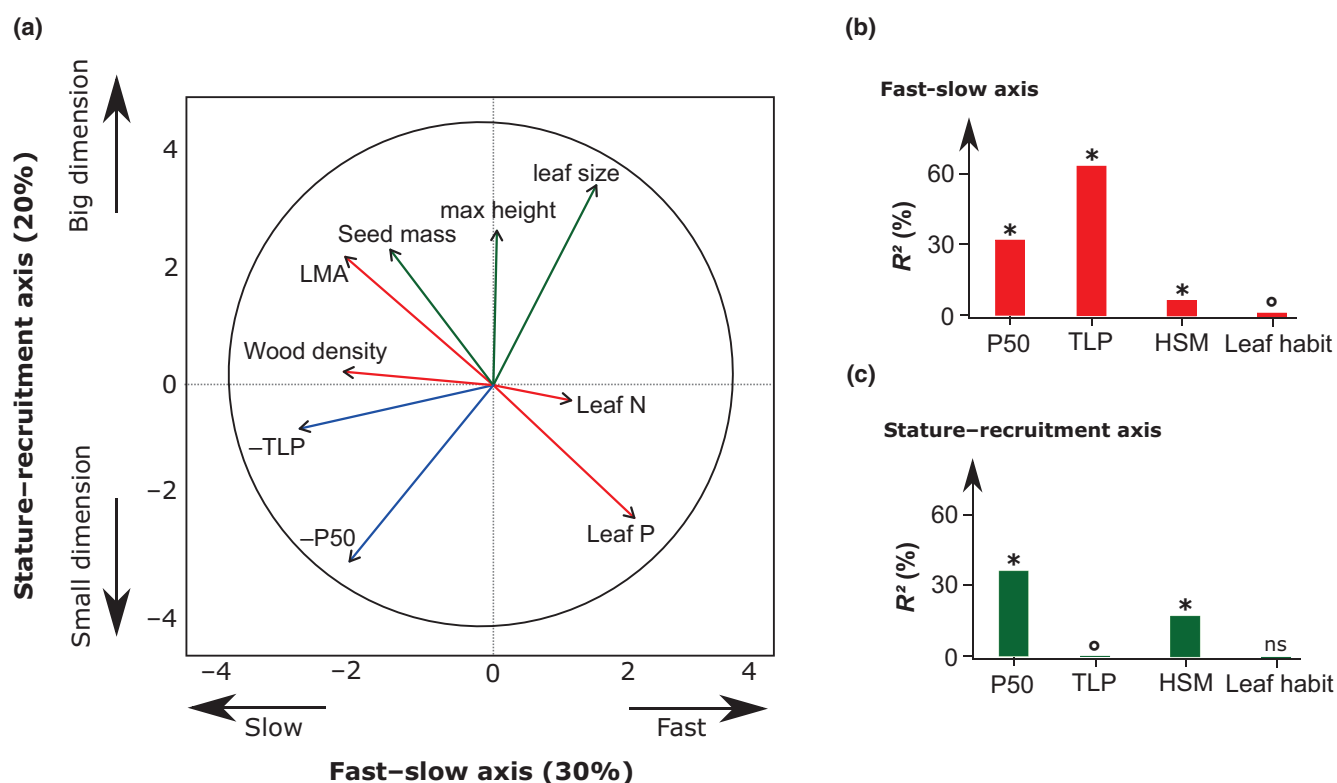 (a)
Stature–recruitment axis (20%)
Big dimension
Small dimension
4
2
0
−2
−4
leaf size
max height
Seed mass
LMA
Wood density
–TLP
–P50
Leaf N
Leaf P
−4
−2
0
2
4
Slow
Fast
Fast–slow axis (30%)
(b)
Fast-slow axis
R² (%)
60
30
0
*
*
*
°
P50
TLP
HSM
Leaf habit
(c)
Stature–recruitment axis
R² (%)
60
30
0
*
°
*
ns
P50
TLP
HSM
Leaf habit